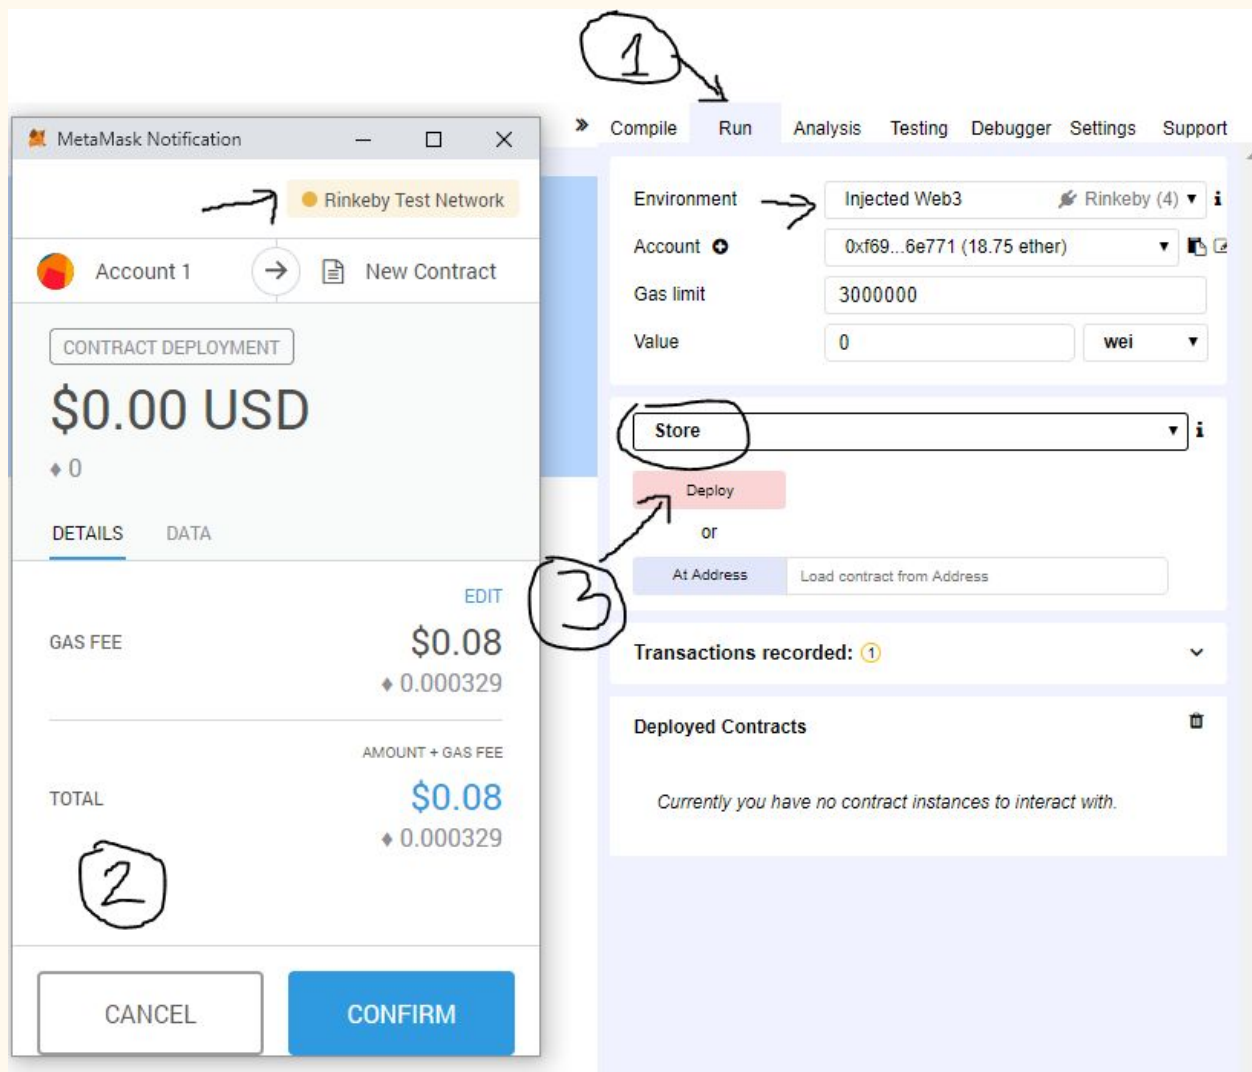 1
MetaMask Notification
Rinkeby Test Network
Account 1
New Contract
CONTRACT DEPLOYMENT
$0.00 USD
0
DETAILS DATA
EDIT
GAS FEE $0.08
0.000329
AMOUNT + GAS FEE
TOTAL $0.08
0.000329
2
CANCEL CONFIRM
» Compile Run Analysis Testing Debugger Settings Support
Environment Injected Web3 Rinkeby (4) i
Account 0xf69...6e771 (18.75 ether)
Gas limit 3000000
Value 0 wei
Store i
Deploy
or
3
At Address Load contract from Address
Transactions recorded: 1
Deployed Contracts
Currently you have no contract instances to interact with.